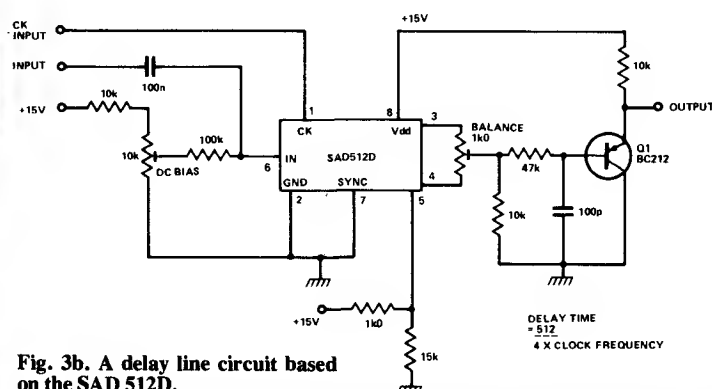 CK
INPUT
INPUT
+15V
10k
100n
10k
DC BIAS
100k
+15V
1
8
CK
Vdd
6
IN
SAD512D
GND
SYNC
2
7
3
4
5
BALANCE
1k0
47k
10k
100p
10k
OUTPUT
Q1
BC212
+15V
1k0
15k
DELAY TIME
= 512
4 X CLOCK FREQUENCY
Fig. 3b. A delay line circuit based
on the SAD 512D.